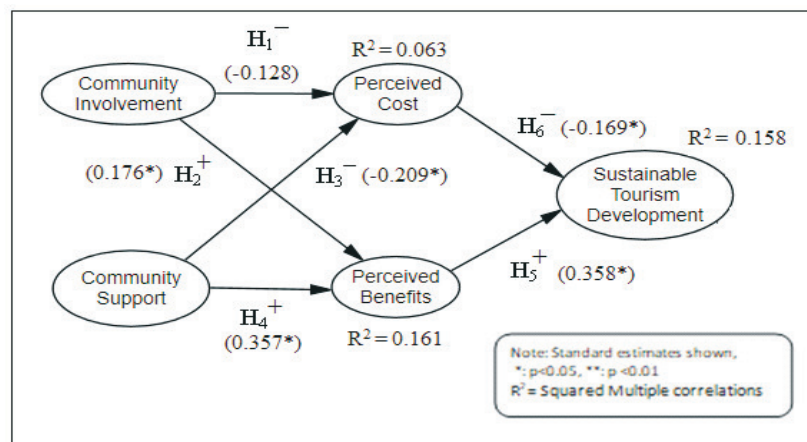 H₁⁻
R² = 0.063
Community
Involvement
(-0.128)
Perceived
Cost
H₆⁻ (-0.169*)
R² = 0.158
(0.176*) H₂⁺
H₃⁻ (-0.209*)
Sustainable
Tourism
Development
Community
Support
Perceived
Benefits
H₅⁺ (0.358*)
H₄⁺
(0.357*)
R² = 0.161
Note: Standard estimates shown,
*: p<0.05, **: p <0.01
R² = Squared Multiple correlations